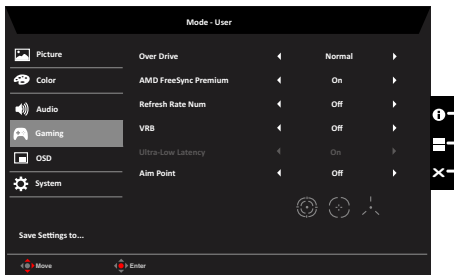 Mode - User
Picture
Color
Audio
Gaming
OSD
System
Over Drive Normal
AMD FreeSync Premium On
Refresh Rate Num Off
VRB Off
Ultra-Low Latency On
Aim Point Off
Save Settings to...
Move Enter